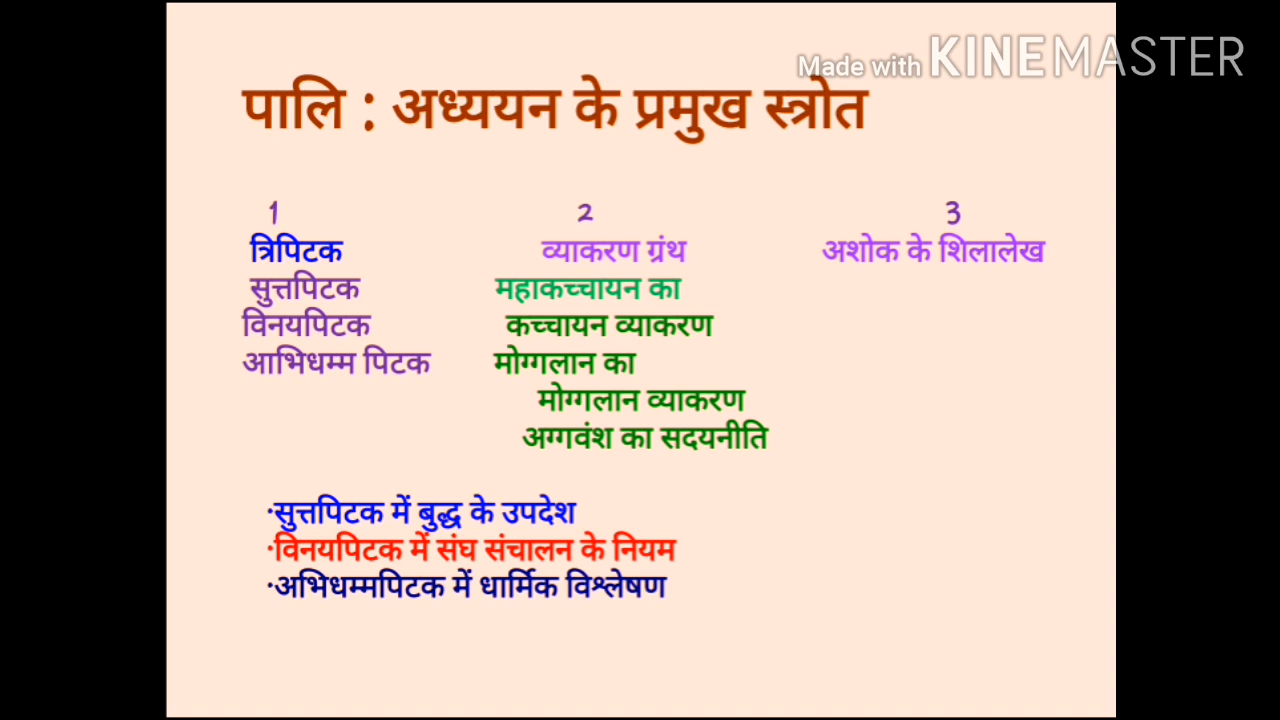 Made with KINEMASTER
पालि : अध्ययन के प्रमुख स्त्रोत
1 2 3
त्रिपिटक व्याकरण ग्रंथ अशोक के शिलालेख
सुत्तपिटक महाकच्चायन का
विनयपिटक कच्चायन व्याकरण
आभिधम्म पिटक मोग्गलान का
मोग्गलान व्याकरण
अग्गवंश का सदयनीति
·सुत्तपिटक में बुद्ध के उपदेश
·विनयपिटक में संघ संचालन के नियम
·अभिधम्मपिटक में धार्मिक विश्लेषण